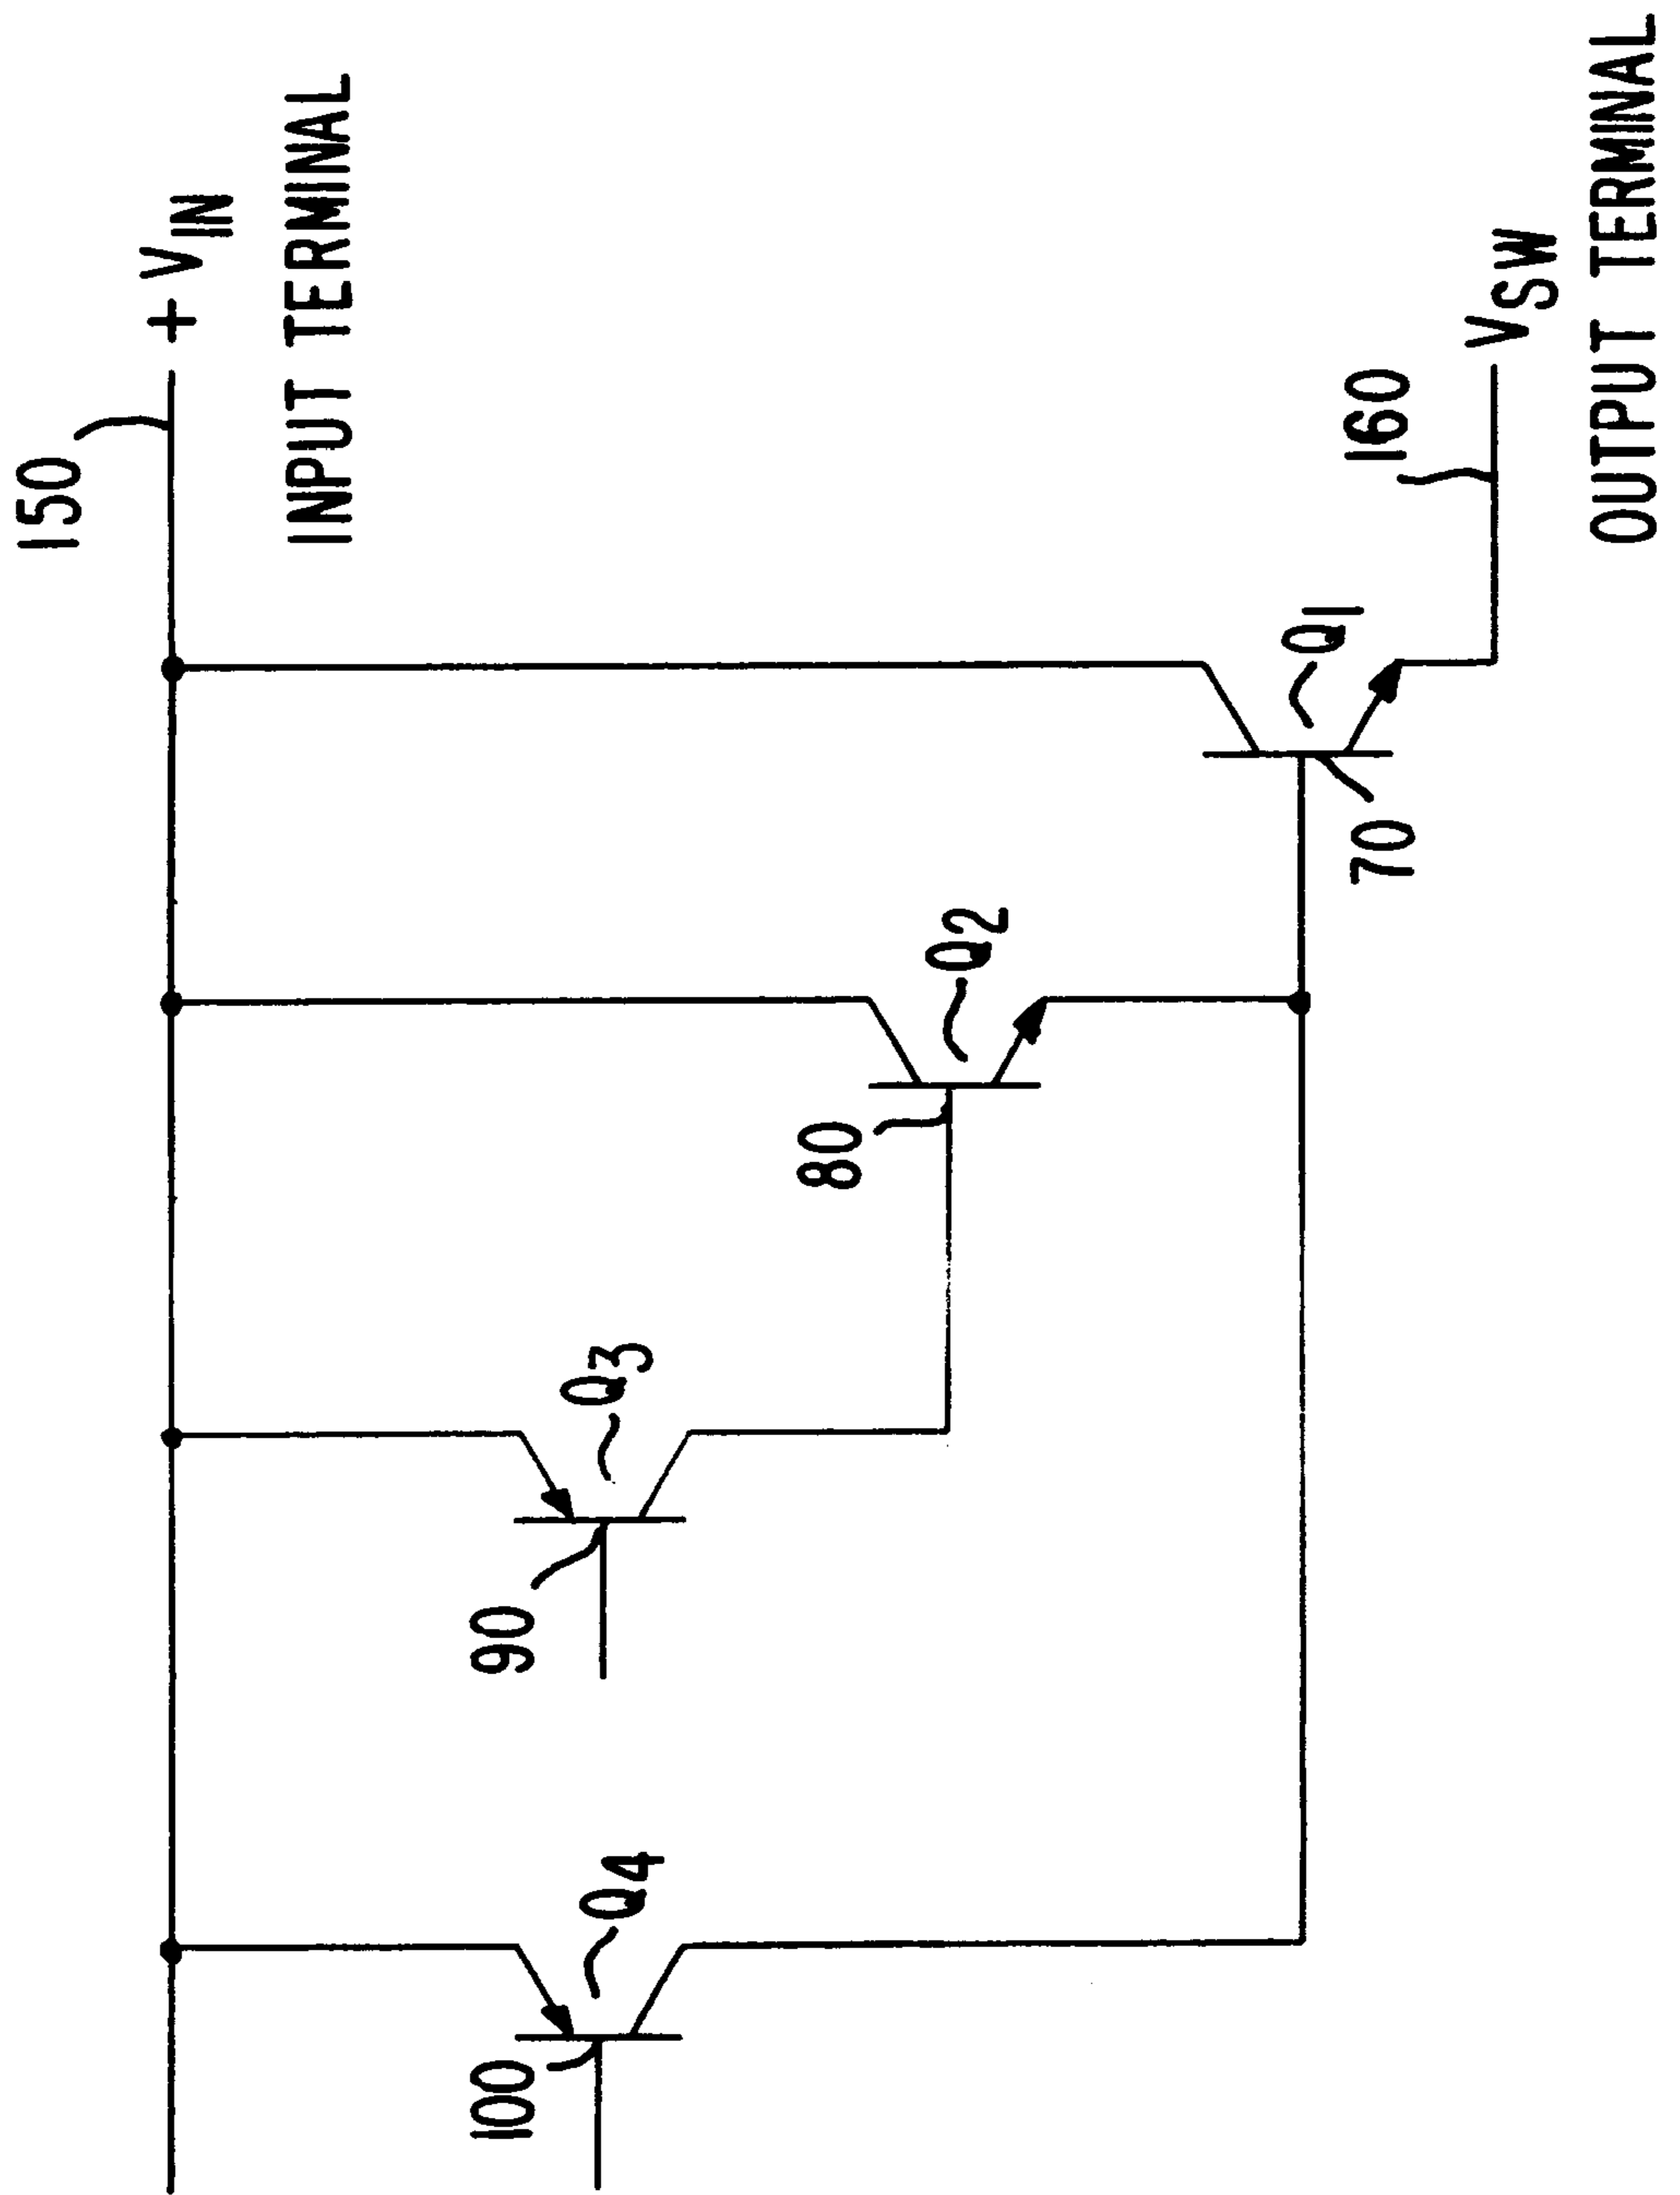 150
+ VIN
INPUT TERMINAL
Q4
100
Q3
90
Q2
80
Q1
70
160
VSW
OUTPUT TERMINAL